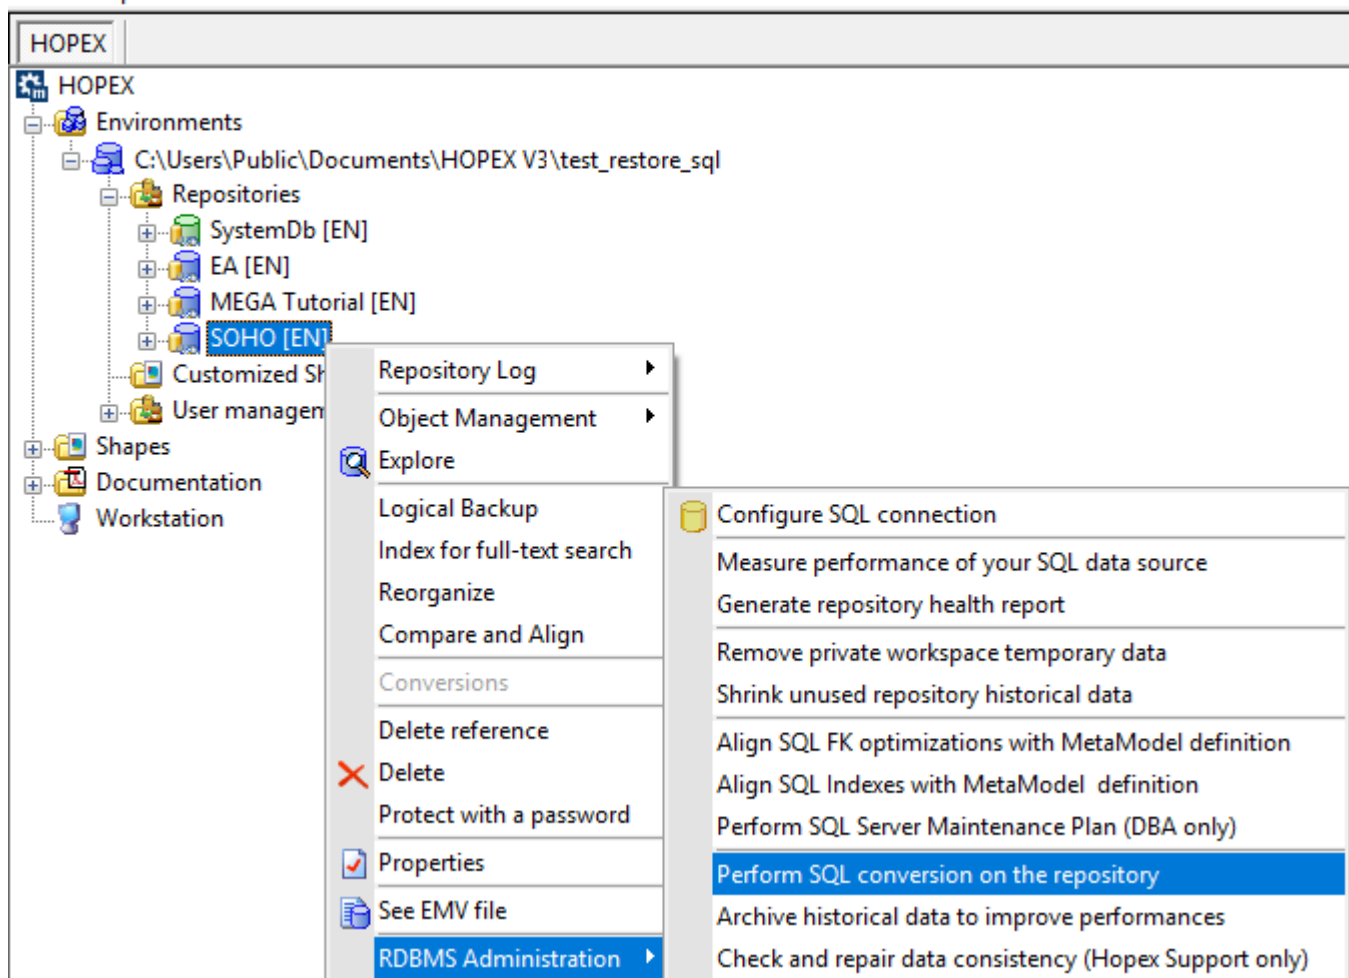 HOPEX
HOPEX
Environments
C:\Users\Public\Documents\HOPEX V3\test_restore_sql
Repositories
SystemDb [EN]
EA [EN]
MEGA Tutorial [EN]
SOHO [EN]
Customized Sh
User managem
Shapes
Documentation
Workstation
Repository Log
Object Management
Explore
Logical Backup
Index for full-text search
Reorganize
Compare and Align
Conversions
Delete reference
Delete
Protect with a password
Properties
See EMV file
RDBMS Administration
Configure SQL connection
Measure performance of your SQL data source
Generate repository health report
Remove private workspace temporary data
Shrink unused repository historical data
Align SQL FK optimizations with MetaModel definition
Align SQL Indexes with MetaModel  definition
Perform SQL Server Maintenance Plan (DBA only)
Perform SQL conversion on the repository
Archive historical data to improve performances
Check and repair data consistency (Hopex Support only)